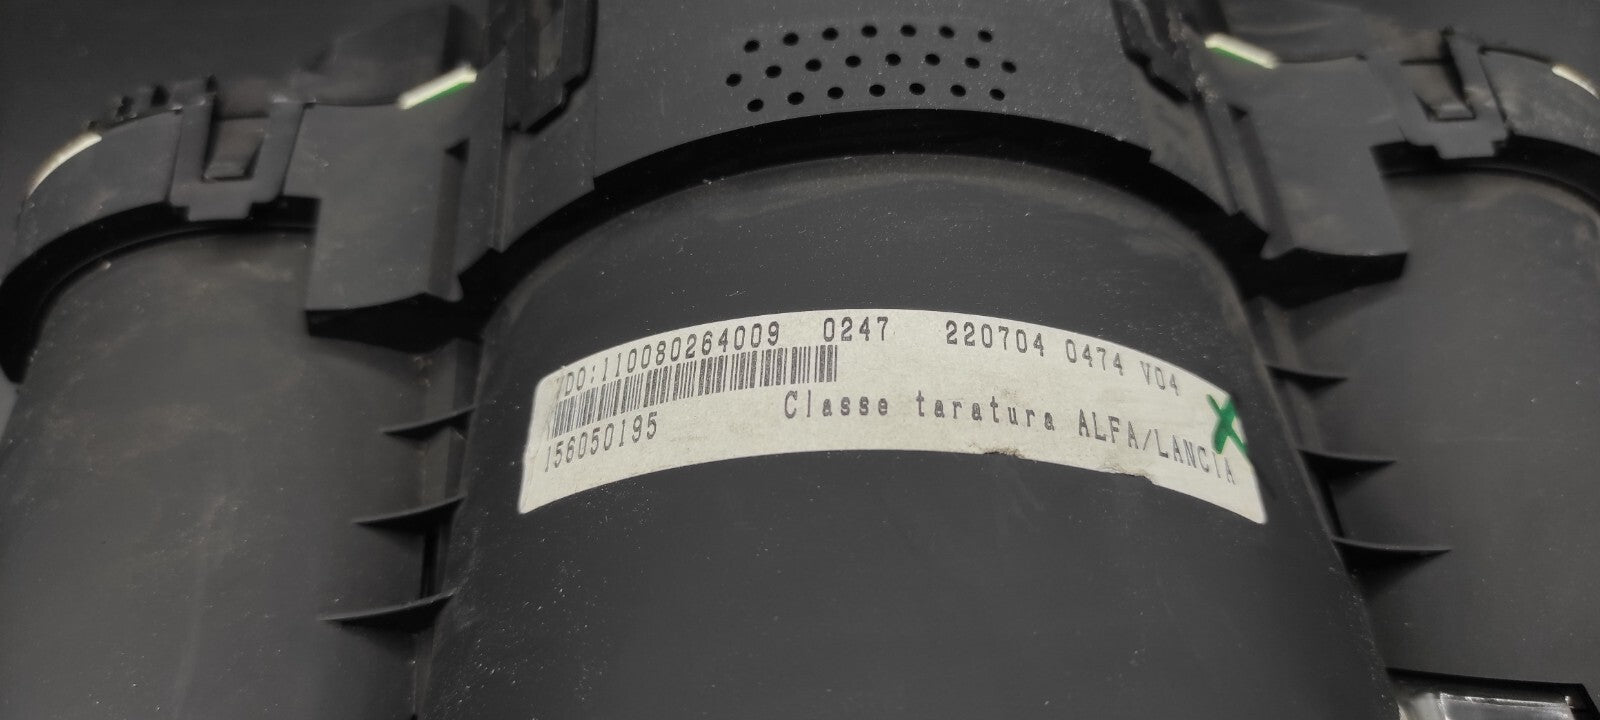 VDO:110080264009 0247 220704 0474 V04
156050195 Classe taratura ALFA/LANCIA